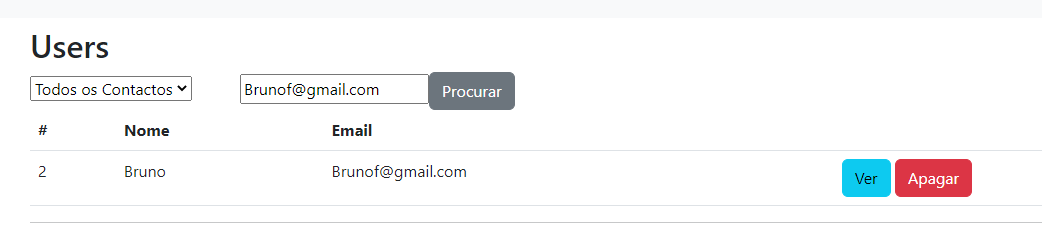 Users
Todos os Contactos Brunof@gmail.com Procurar
# Nome Email
2 Bruno Brunof@gmail.com Ver Apagar